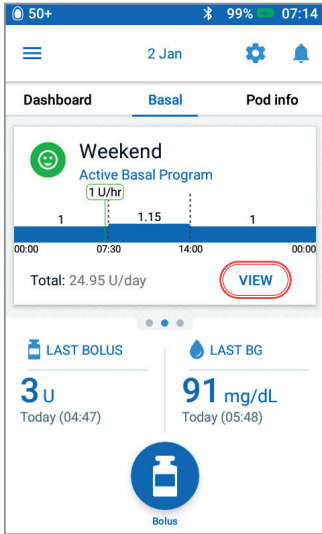 50+ 99% 07:14
2 Jan
Dashboard Basal Pod info
Weekend
Active Basal Program
1 U/hr
1 1.15 1
00:00 07:30 14:00 00:00
Total: 24.95 U/day VIEW
LAST BOLUS
3 U
Today (04:47)
LAST BG
91 mg/dL
Today (05:48)
Bolus